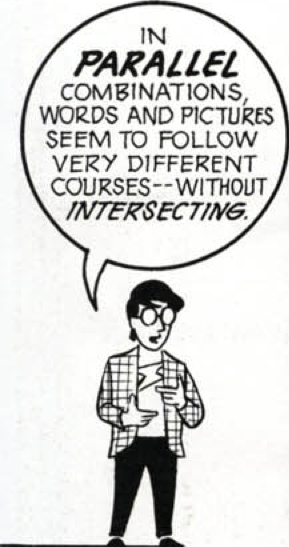 IN
PARALLEL
COMBINATIONS,
WORDS AND PICTURES
SEEM TO FOLLOW
VERY DIFFERENT
COURSES--WITHOUT
INTERSECTING.